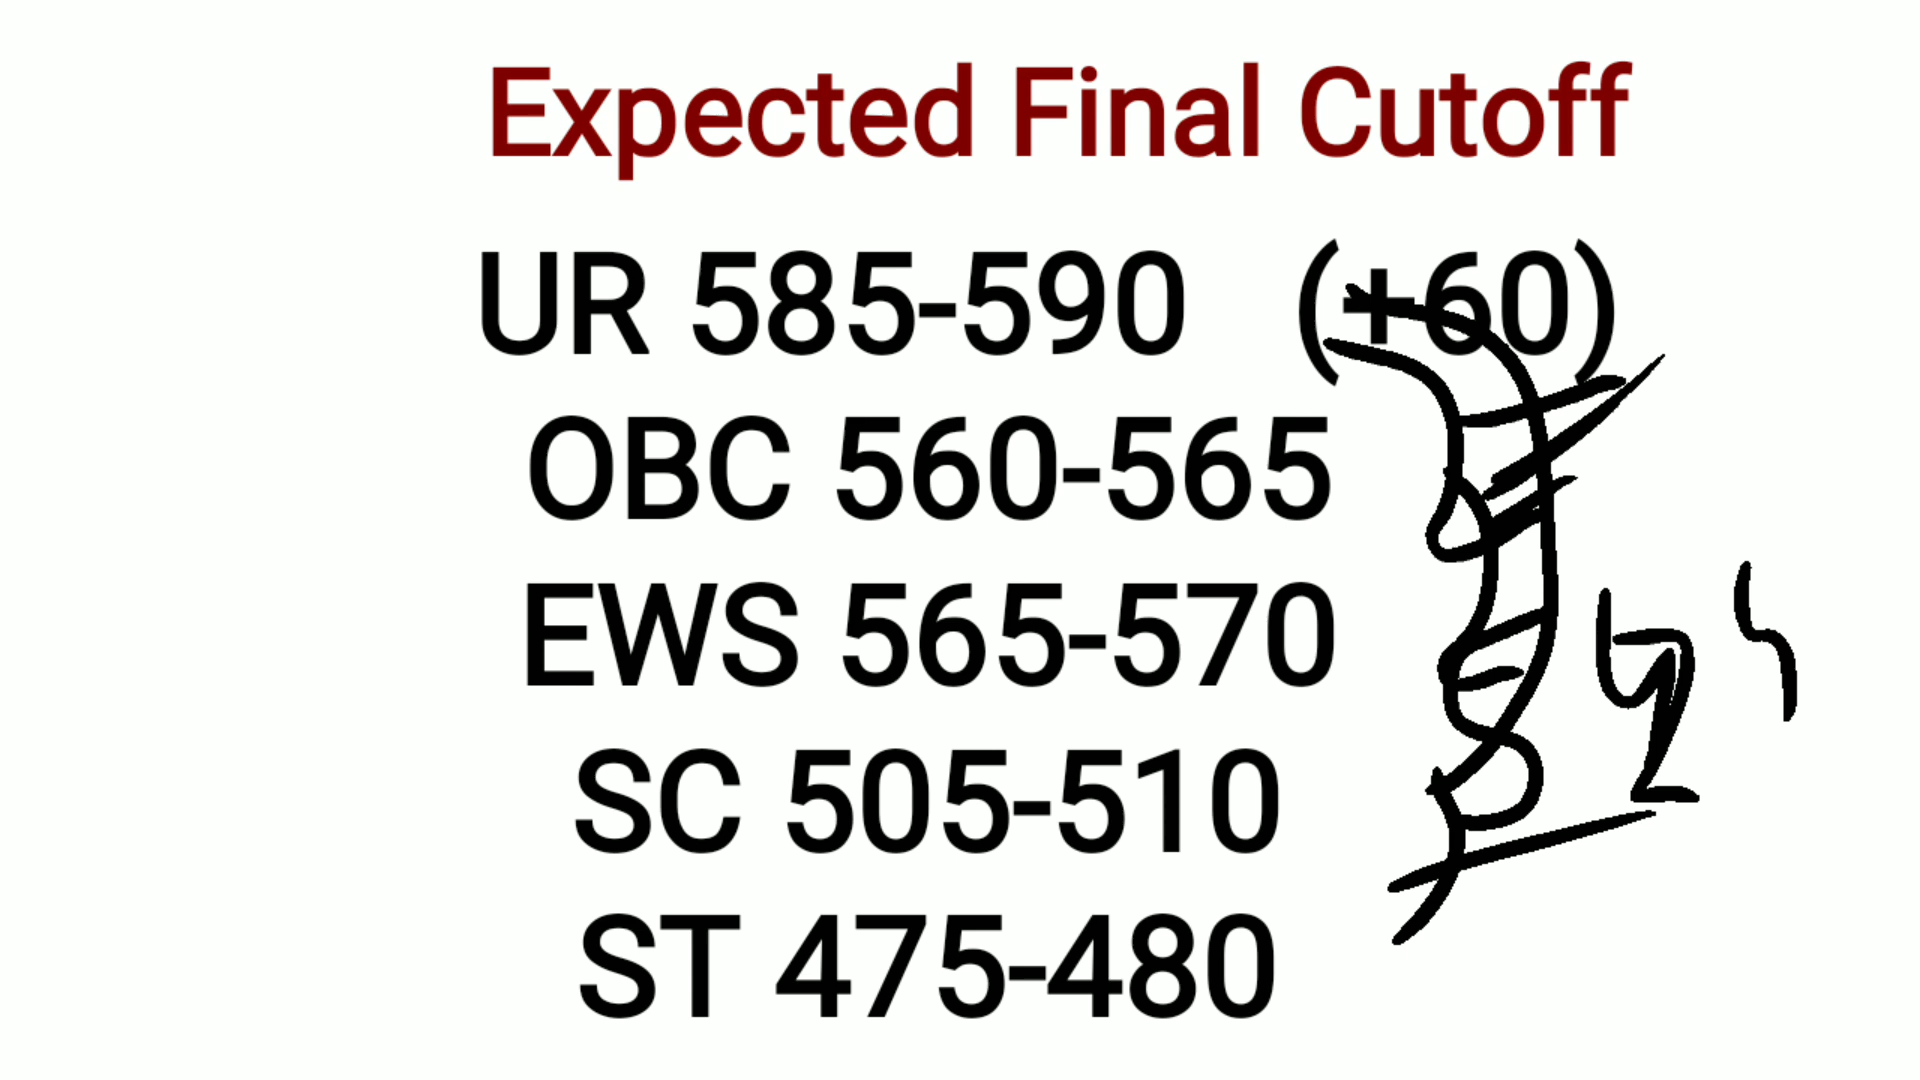 Expected Final Cutoff
UR 585-590 (+60)
OBC 560-565
EWS 565-570
SC 505-510
ST 475-480